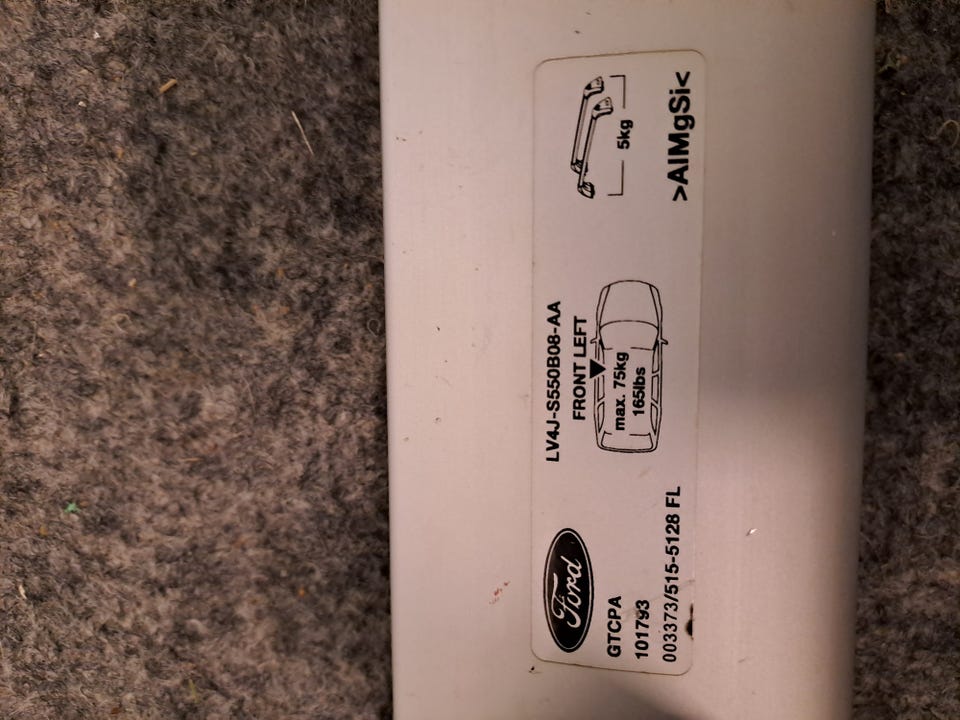 Ford
GTCPA
101793
003373/515-5128 FL
LV4J-S550B08-AA
FRONT LEFT
max. 75kg
165lbs
5kg
>AlMgSi<